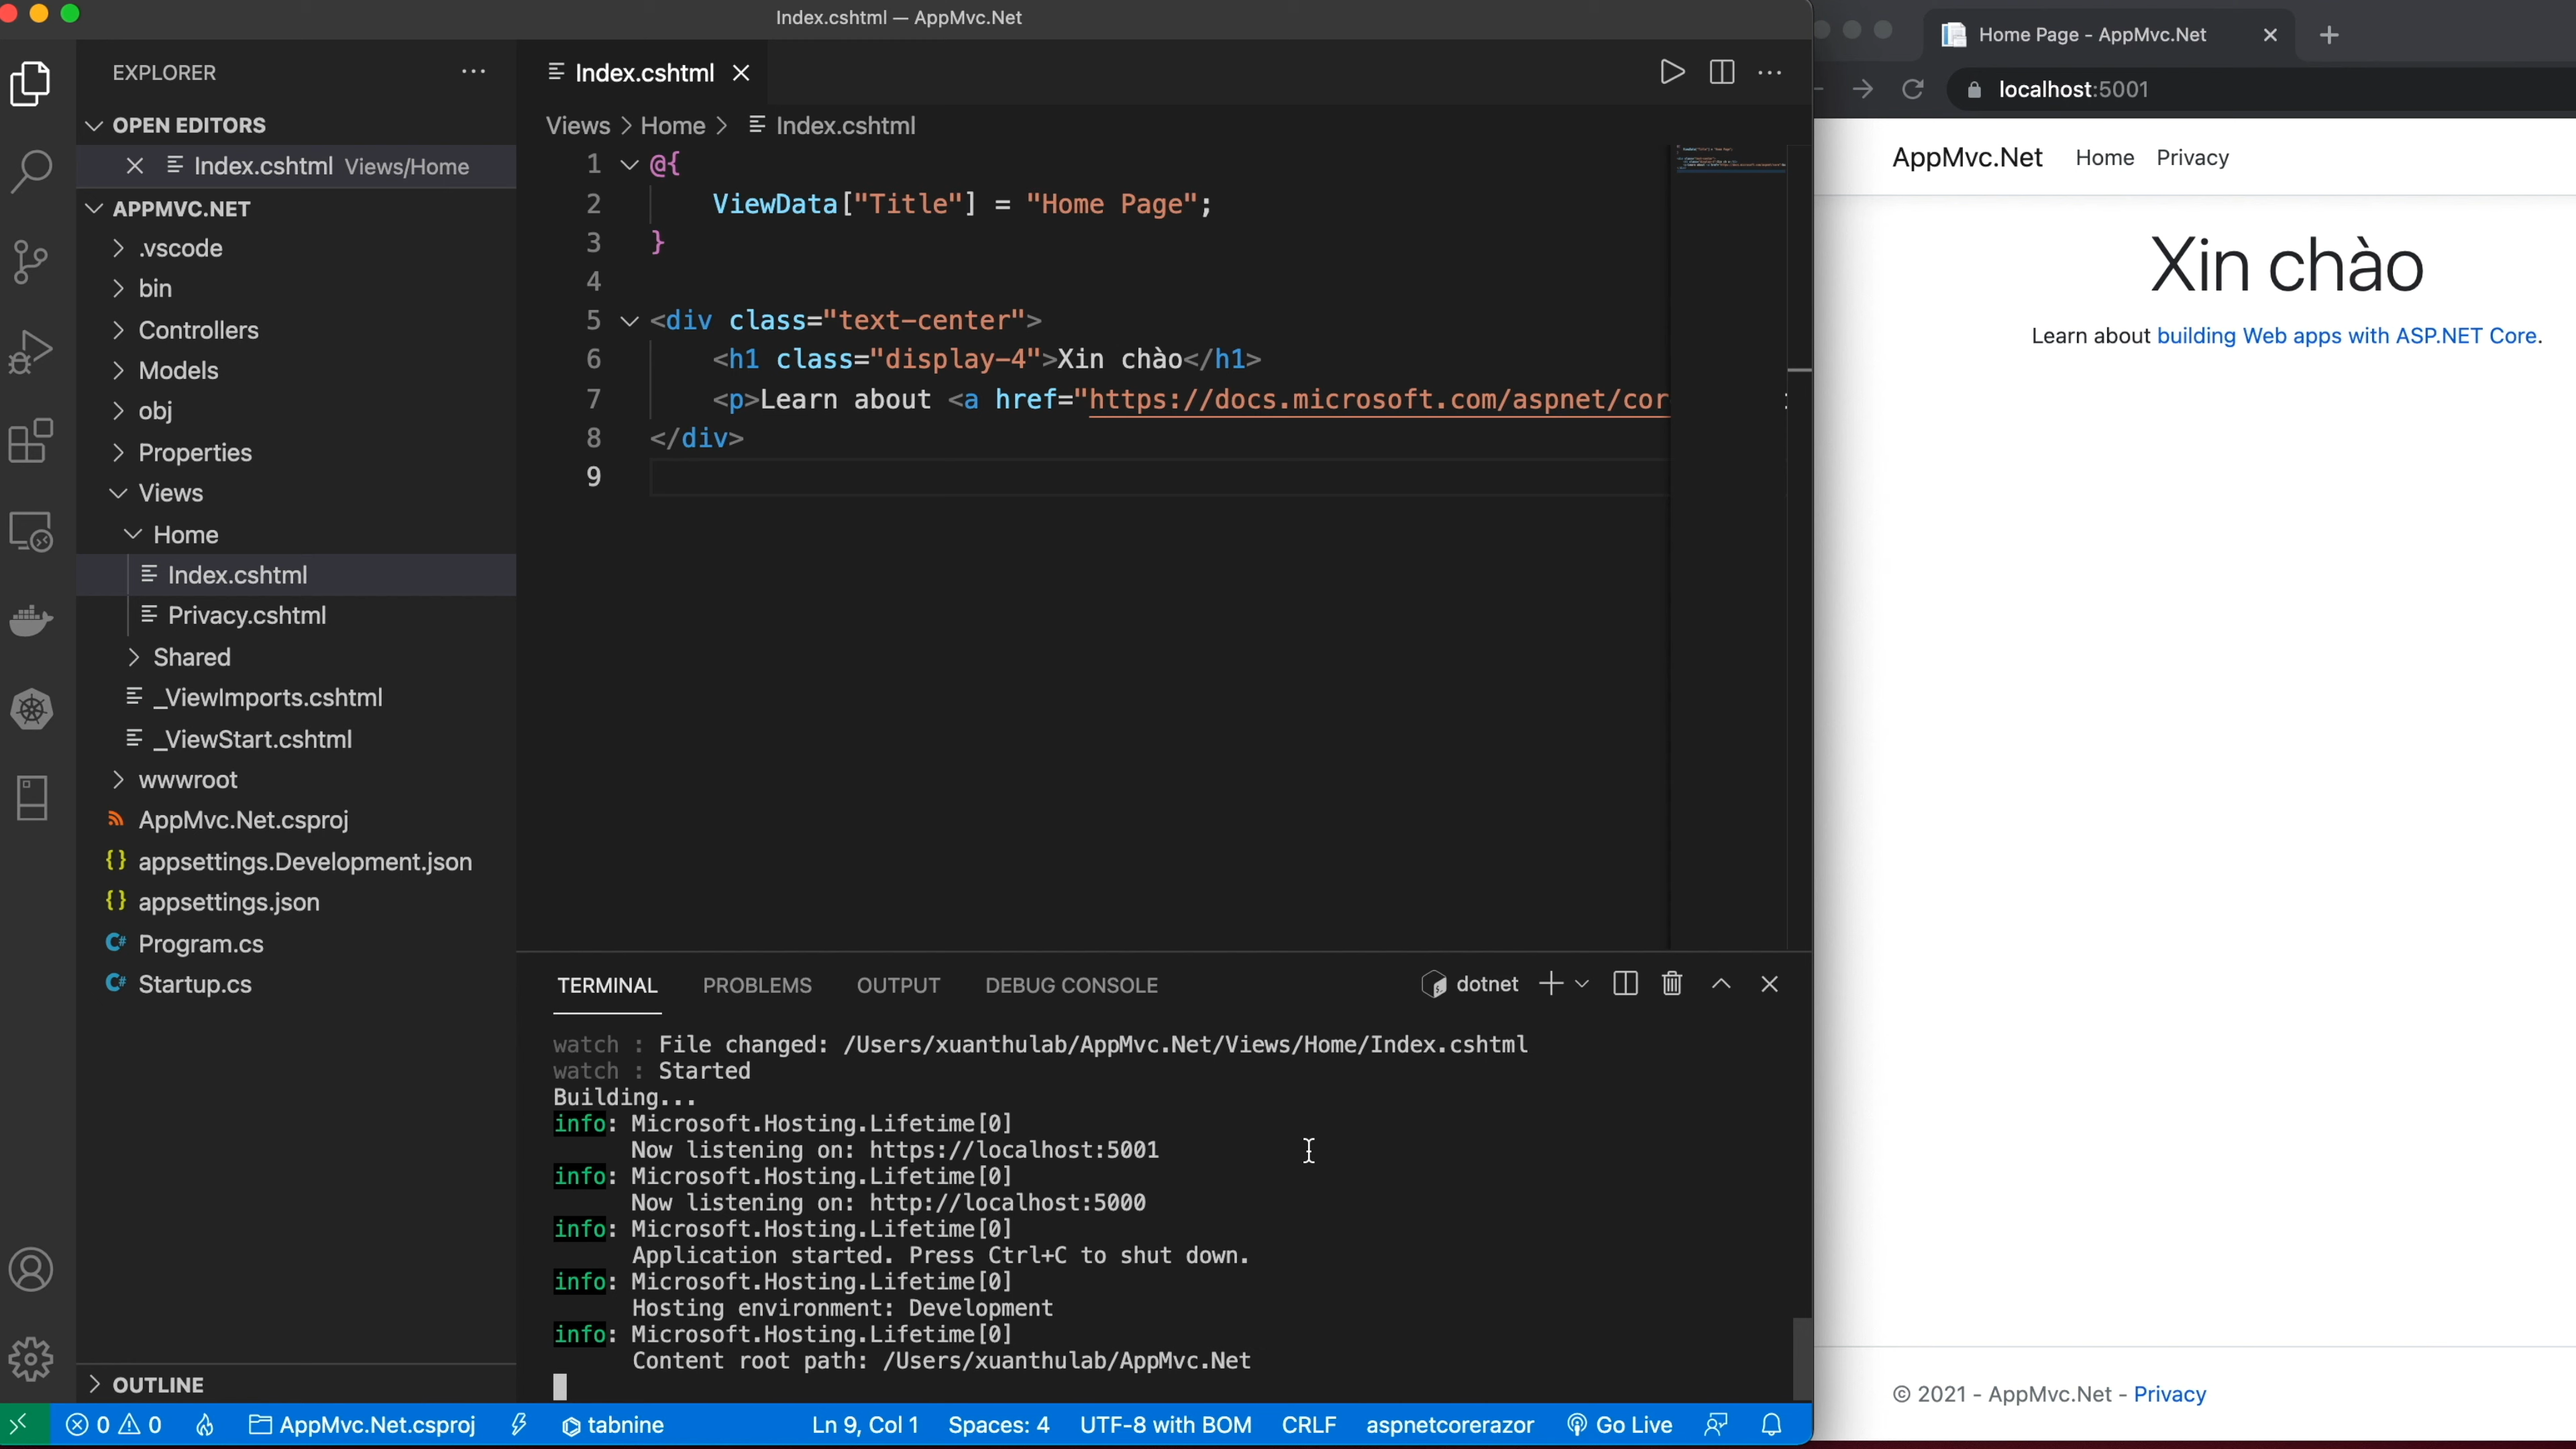 Index.cshtml — AppMvc.Net
EXPLORER
OPEN EDITORS
Index.cshtml Views/Home
APPMVC.NET
.vscode
bin
Controllers
Models
obj
Properties
Views
Home
Index.cshtml
Privacy.cshtml
Shared
_ViewImports.cshtml
_ViewStart.cshtml
wwwroot
AppMvc.Net.csproj
{} appsettings.Development.json
{} appsettings.json
C# Program.cs
C# Startup.cs
OUTLINE
Index.cshtml
Views > Home > Index.cshtml
1 @{
2 ViewData["Title"] = "Home Page";
3 }
4
5 <div class="text-center">
6 <h1 class="display-4">Xin chào</h1>
7 <p>Learn about <a href="https://docs.microsoft.com/aspnet/cor
8 </div>
9
TERMINAL PROBLEMS OUTPUT DEBUG CONSOLE dotnet
watch : File changed: /Users/xuanthulab/AppMvc.Net/Views/Home/Index.cshtml
watch : Started
Building...
info: Microsoft.Hosting.Lifetime[0]
Now listening on: https://localhost:5001
info: Microsoft.Hosting.Lifetime[0]
Now listening on: http://localhost:5000
info: Microsoft.Hosting.Lifetime[0]
Application started. Press Ctrl+C to shut down.
info: Microsoft.Hosting.Lifetime[0]
Hosting environment: Development
info: Microsoft.Hosting.Lifetime[0]
Content root path: /Users/xuanthulab/AppMvc.Net
0 0 AppMvc.Net.csproj tabnine Ln 9, Col 1 Spaces: 4 UTF-8 with BOM CRLF aspnetcorerazor Go Live
Home Page - AppMvc.Net
localhost:5001
AppMvc.Net Home Privacy
Xin chào
Learn about building Web apps with ASP.NET Core.
© 2021 - AppMvc.Net - Privacy